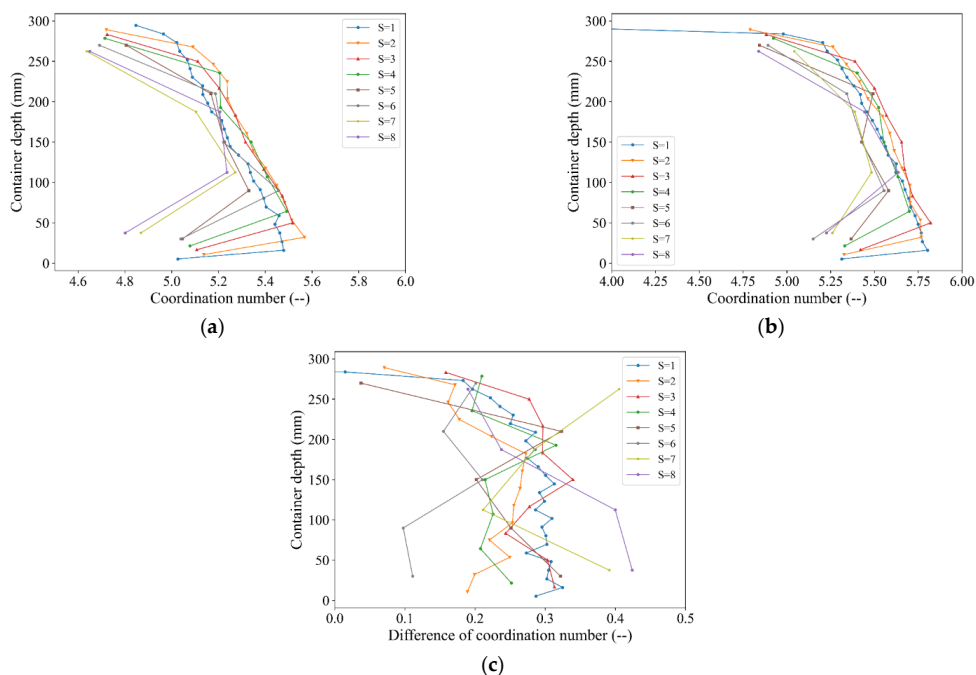 300
250
200
150
100
50
0
Container depth (mm)
S=1
S=2
S=3
S=4
S=5
S=6
S=7
S=8
4.6 4.8 5.0 5.2 5.4 5.6 5.8 6.0
Coordination number (--)
(a)
300
250
200
150
100
50
0
Container depth (mm)
S=1
S=2
S=3
S=4
S=5
S=6
S=7
S=8
4.00 4.25 4.50 4.75 5.00 5.25 5.50 5.75 6.00
Coordination number (--)
(b)
300
250
200
150
100
50
0
Container depth (mm)
S=1
S=2
S=3
S=4
S=5
S=6
S=7
S=8
0.0 0.1 0.2 0.3 0.4 0.5
Difference of coordination number (--)
(c)